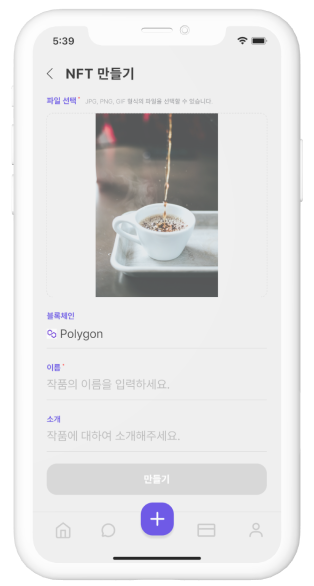 5:39
NFT 만들기
파일 선택* JPG, PNG, GIF 형식의 파일을 선택할 수 있습니다.
블록체인
Polygon
이름*
작품의 이름을 입력하세요.
소개
작품에 대하여 소개해주세요.
만들기